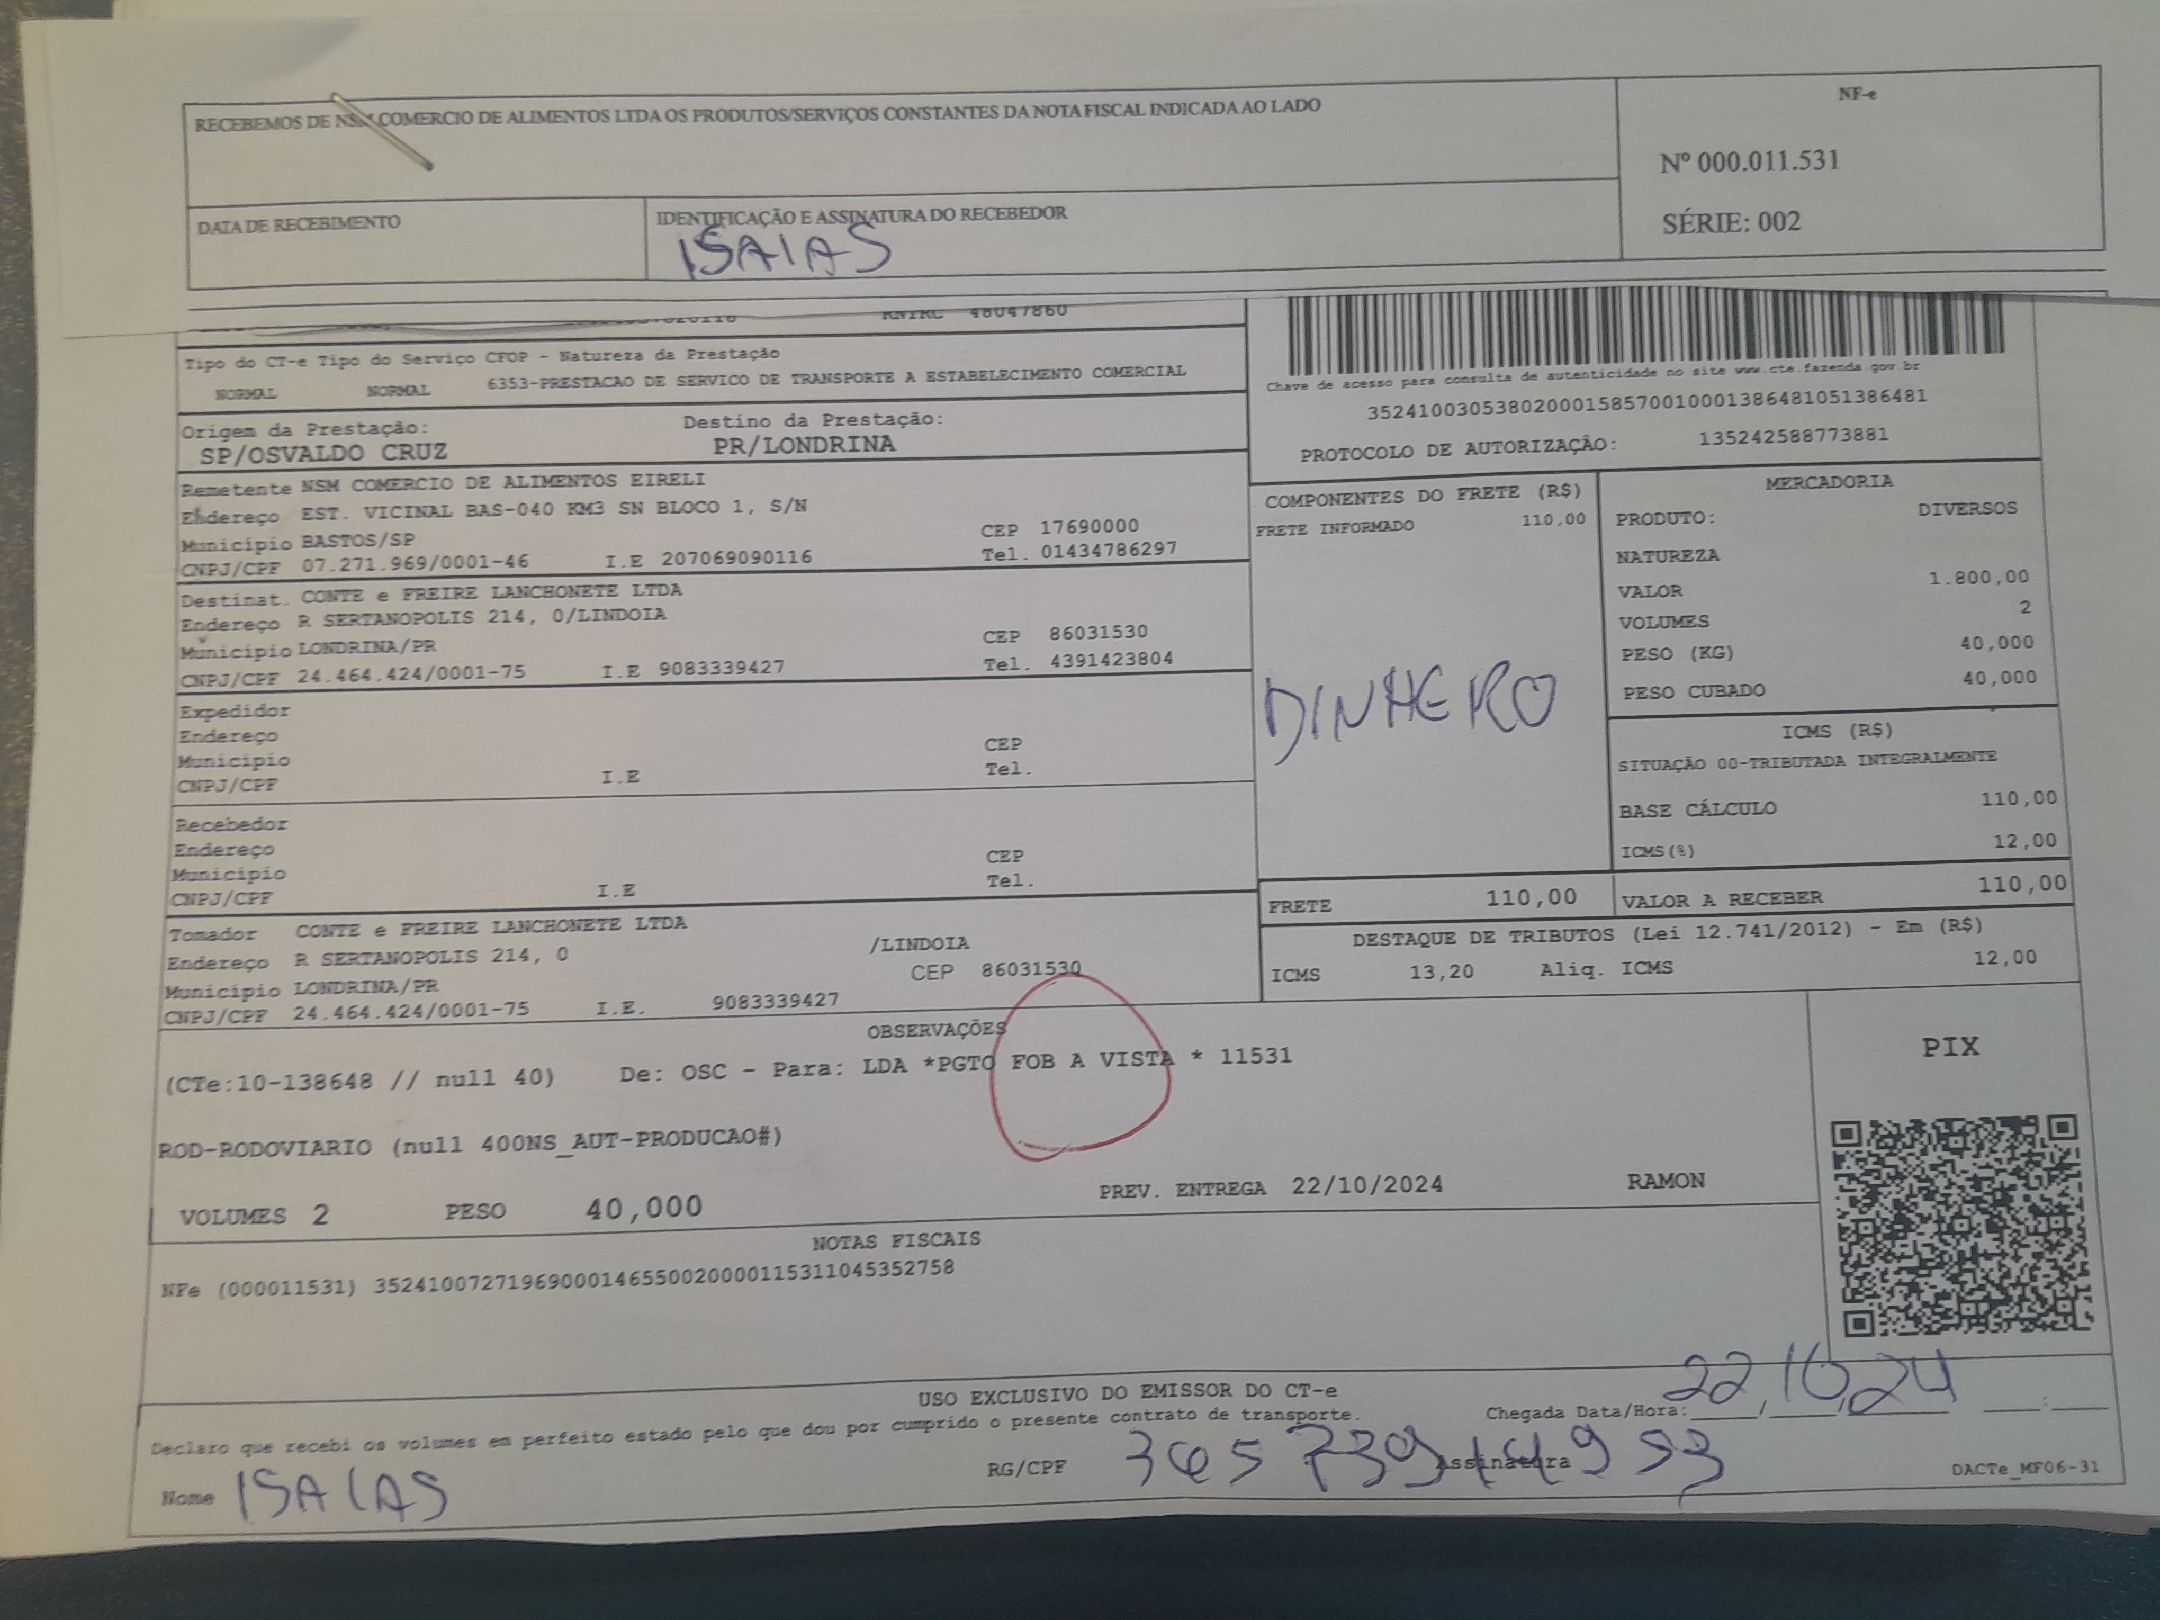 RECEBEMOS DE NSM COMERCIO DE ALIMENTOS LTDA OS PRODUTOS/SERVIÇOS CONSTANTES DA NOTA FISCAL INDICADA AO LADO
NF-e
Nº 000.011.531
SÉRIE: 002
DATA DE RECEBIMENTO
IDENTIFICAÇÃO E ASSINATURA DO RECEBEDOR
ISAIAS
RNTRC 48047860
Tipo do CT-e Tipo do Serviço CFOP - Natureza da Prestação
NORMAL NORMAL 6353-PRESTACAO DE SERVICO DE TRANSPORTE A ESTABELECIMENTO COMERCIAL
Chave de acesso para consulta de autenticidade no site www.cte.fazenda.gov.br
35241003053802000158570010001386481051386481
PROTOCOLO DE AUTORIZAÇÃO: 135242588773881
Origem da Prestação: Destino da Prestação:
SP/OSVALDO CRUZ PR/LONDRINA
Remetente NSM COMERCIO DE ALIMENTOS EIRELI
Endereço EST. VICINAL BAS-040 KM3 SN BLOCO 1, S/N
Município BASTOS/SP CEP 17690000
CNPJ/CPF 07.271.969/0001-46 I.E 207069090116 Tel. 01434786297
Destinat. CONTE e FREIRE LANCHONETE LTDA
Endereço R SERTANOPOLIS 214, 0/LINDOIA
Município LONDRINA/PR CEP 86031530
CNPJ/CPF 24.464.424/0001-75 I.E 9083339427 Tel. 4391423804
Expedidor
Endereço
Município CEP
CNPJ/CPF I.E Tel.
Recebedor
Endereço
Município CEP
CNPJ/CPF I.E Tel.
Tomador CONTE e FREIRE LANCHONETE LTDA
Endereço R SERTANOPOLIS 214, 0 /LINDOIA
Município LONDRINA/PR CEP 86031530
CNPJ/CPF 24.464.424/0001-75 I.E. 9083339427
COMPONENTES DO FRETE (R$)
FRETE INFORMADO 110,00
DINHERO
MERCADORIA
PRODUTO: DIVERSOS
NATUREZA
VALOR 1.800,00
VOLUMES 2
PESO (KG) 40,000
PESO CUBADO 40,000
ICMS (R$)
SITUAÇÃO 00-TRIBUTADA INTEGRALMENTE
BASE CÁLCULO 110,00
ICMS(%) 12,00
FRETE 110,00 VALOR A RECEBER 110,00
DESTAQUE DE TRIBUTOS (Lei 12.741/2012) - Em (R$)
ICMS 13,20 Aliq. ICMS 12,00
OBSERVAÇÕES
(CTe:10-138648 // null 40) De: OSC - Para: LDA *PGTO FOB A VISTA * 11531
ROD-RODOVIARIO (null 400NS_AUT-PRODUCAO#)
VOLUMES 2 PESO 40,000 PREV. ENTREGA 22/10/2024 RAMON
PIX
NOTAS FISCAIS
NFe (000011531) 35241007271969000146550020000115311045352758
USO EXCLUSIVO DO EMISSOR DO CT-e
Declaro que recebi os volumes em perfeito estado pelo que dou por cumprido o presente contrato de transporte.
Chegada Data/Hora: 22/10/24 :
Nome ISAIAS RG/CPF Assinatura
DACTe_MF06-31